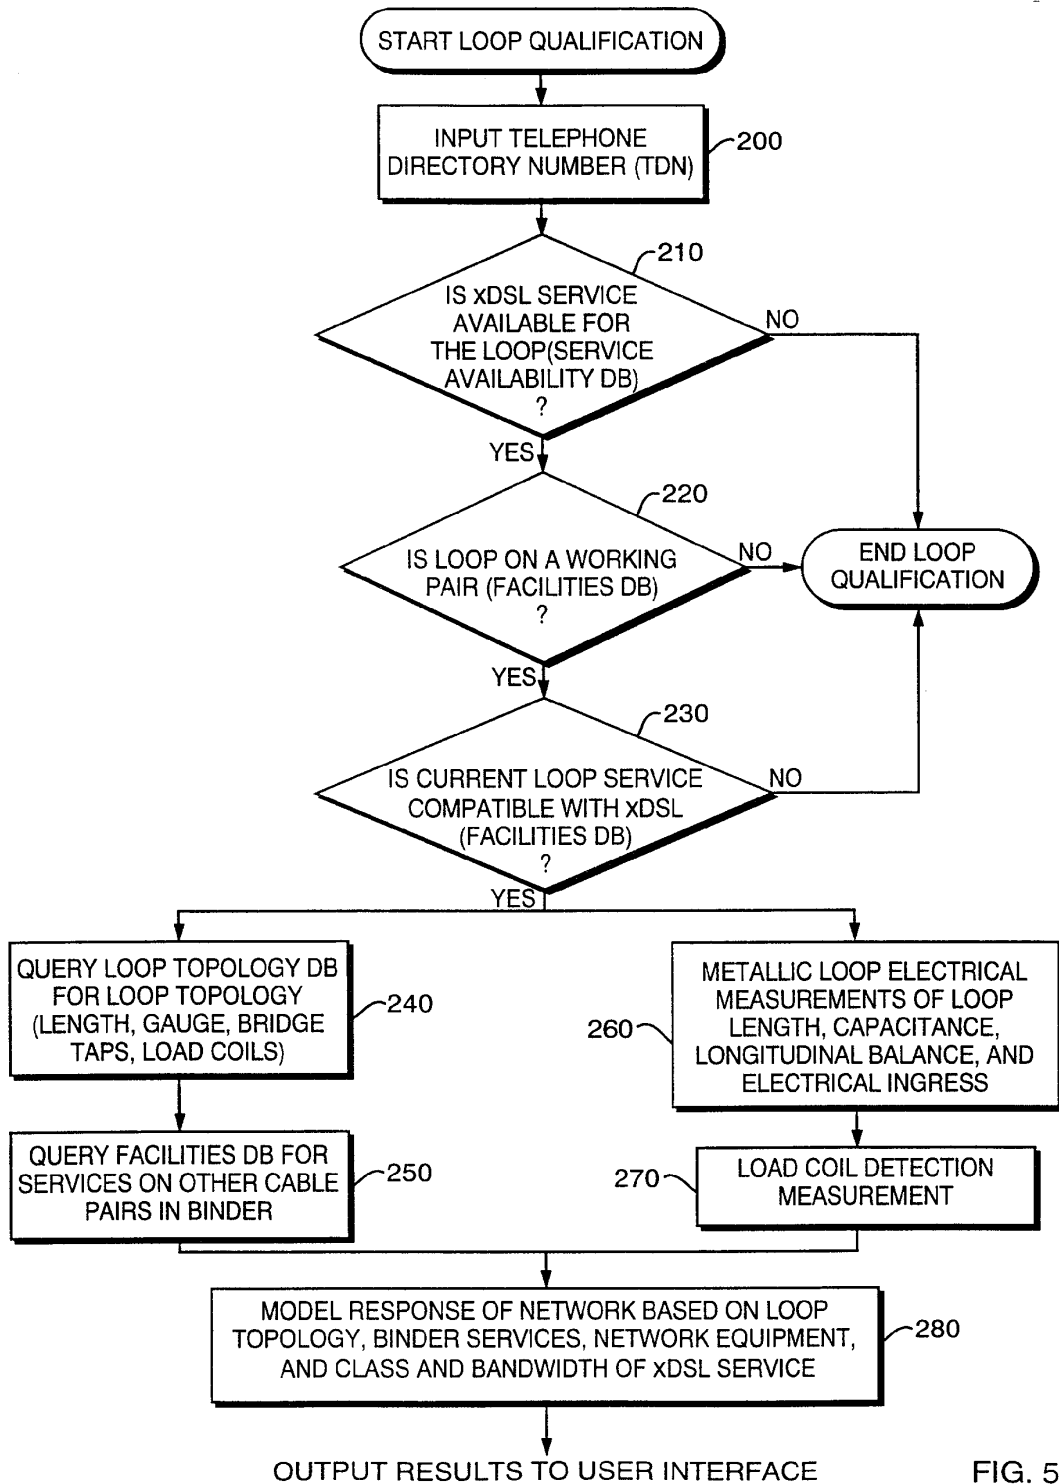 START LOOP QUALIFICATION
INPUT TELEPHONE
DIRECTORY NUMBER (TDN)
200
210
IS xDSL SERVICE
AVAILABLE FOR
THE LOOP(SERVICE
AVAILABILITY DB)
?
NO
YES
220
IS LOOP ON A WORKING
PAIR (FACILITIES DB)
?
NO
END LOOP
QUALIFICATION
YES
230
IS CURRENT LOOP SERVICE
COMPATIBLE WITH xDSL
(FACILITIES DB)
?
NO
YES
QUERY LOOP TOPOLOGY DB
FOR LOOP TOPOLOGY
(LENGTH, GAUGE, BRIDGE
TAPS, LOAD COILS)
240
260
METALLIC LOOP ELECTRICAL
MEASUREMENTS OF LOOP
LENGTH, CAPACITANCE,
LONGITUDINAL BALANCE, AND
ELECTRICAL INGRESS
QUERY FACILITIES DB FOR
SERVICES ON OTHER CABLE
PAIRS IN BINDER
250
270
LOAD COIL DETECTION
MEASUREMENT
MODEL RESPONSE OF NETWORK BASED ON LOOP
TOPOLOGY, BINDER SERVICES, NETWORK EQUIPMENT,
AND CLASS AND BANDWIDTH OF xDSL SERVICE
280
OUTPUT RESULTS TO USER INTERFACE
FIG. 5